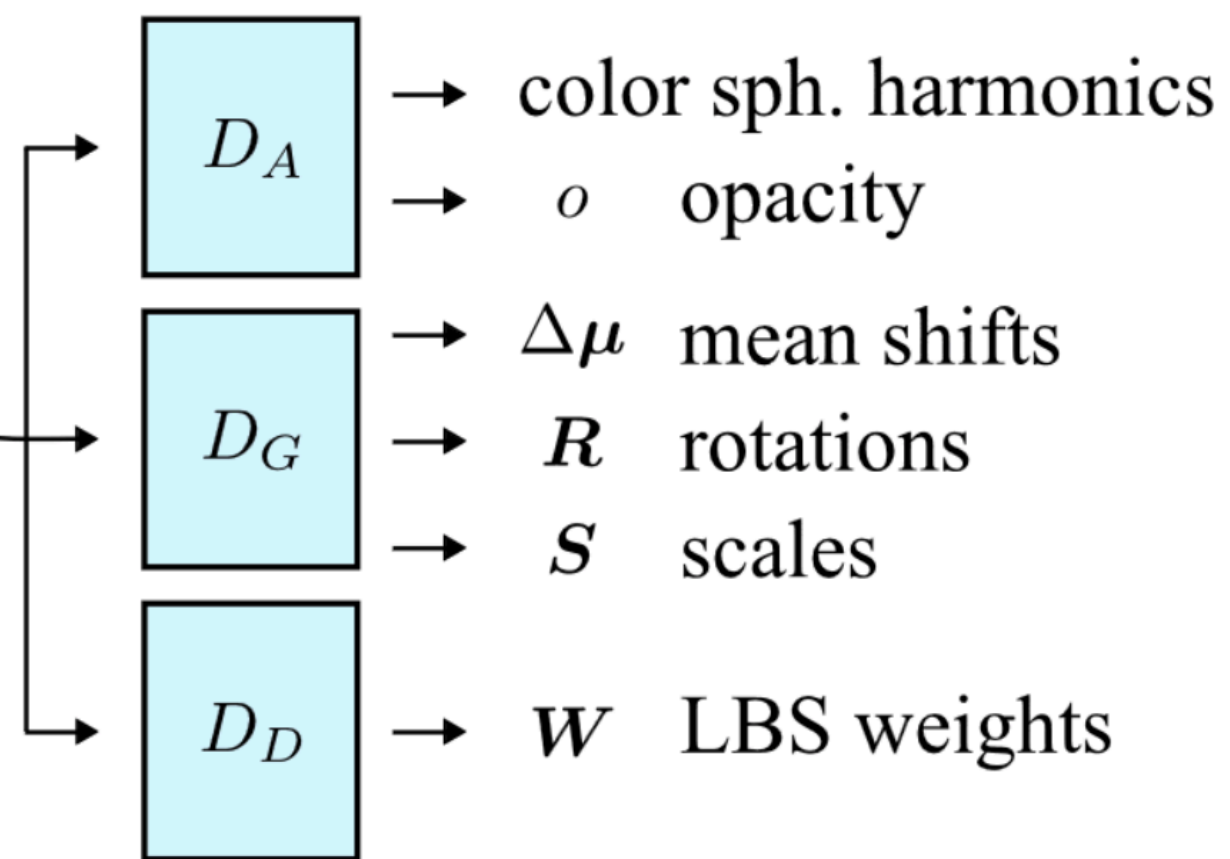 D_A
color sph. harmonics
o opacity
D_G
Δμ mean shifts
R rotations
S scales
D_D
W LBS weights